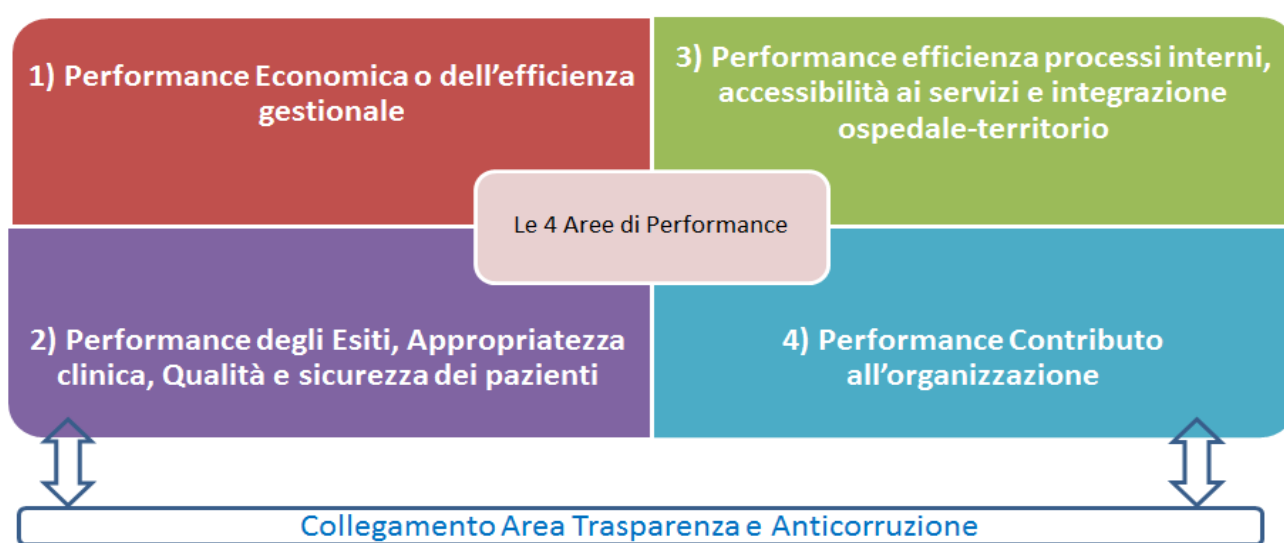 1) Performance Economica o dell’efficienza
gestionale
3) Performance efficienza processi interni,
accessibilità ai servizi e integrazione
ospedale-territorio
Le 4 Aree di Performance
2) Performance degli Esiti, Appropriatezza
clinica, Qualità e sicurezza dei pazienti
4) Performance Contributo
all’organizzazione
Collegamento Area Trasparenza e Anticorruzione